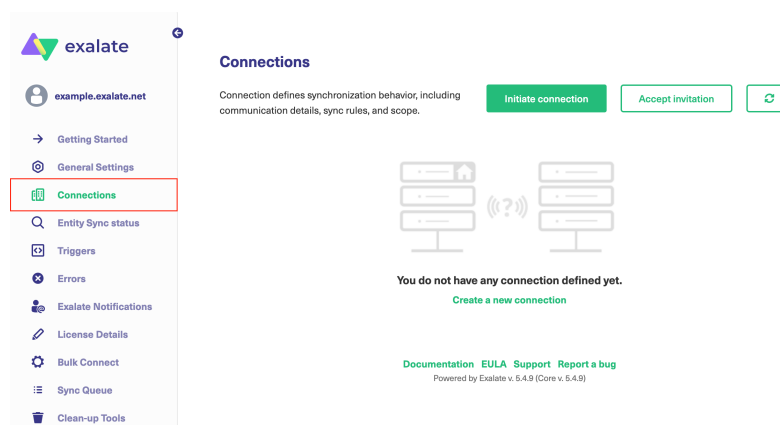 exalate
example.exalate.net
Getting Started
General Settings
Connections
Entity Sync status
Triggers
Errors
Exalate Notifications
License Details
Bulk Connect
Sync Queue
Clean-up Tools
Connections
Connection defines synchronization behavior, including
communication details, sync rules, and scope.
Initiate connection
Accept invitation
You do not have any connection defined yet.
Create a new connection
Documentation EULA Support Report a bug
Powered by Exalate v. 5.4.9 (Core v. 5.4.9)